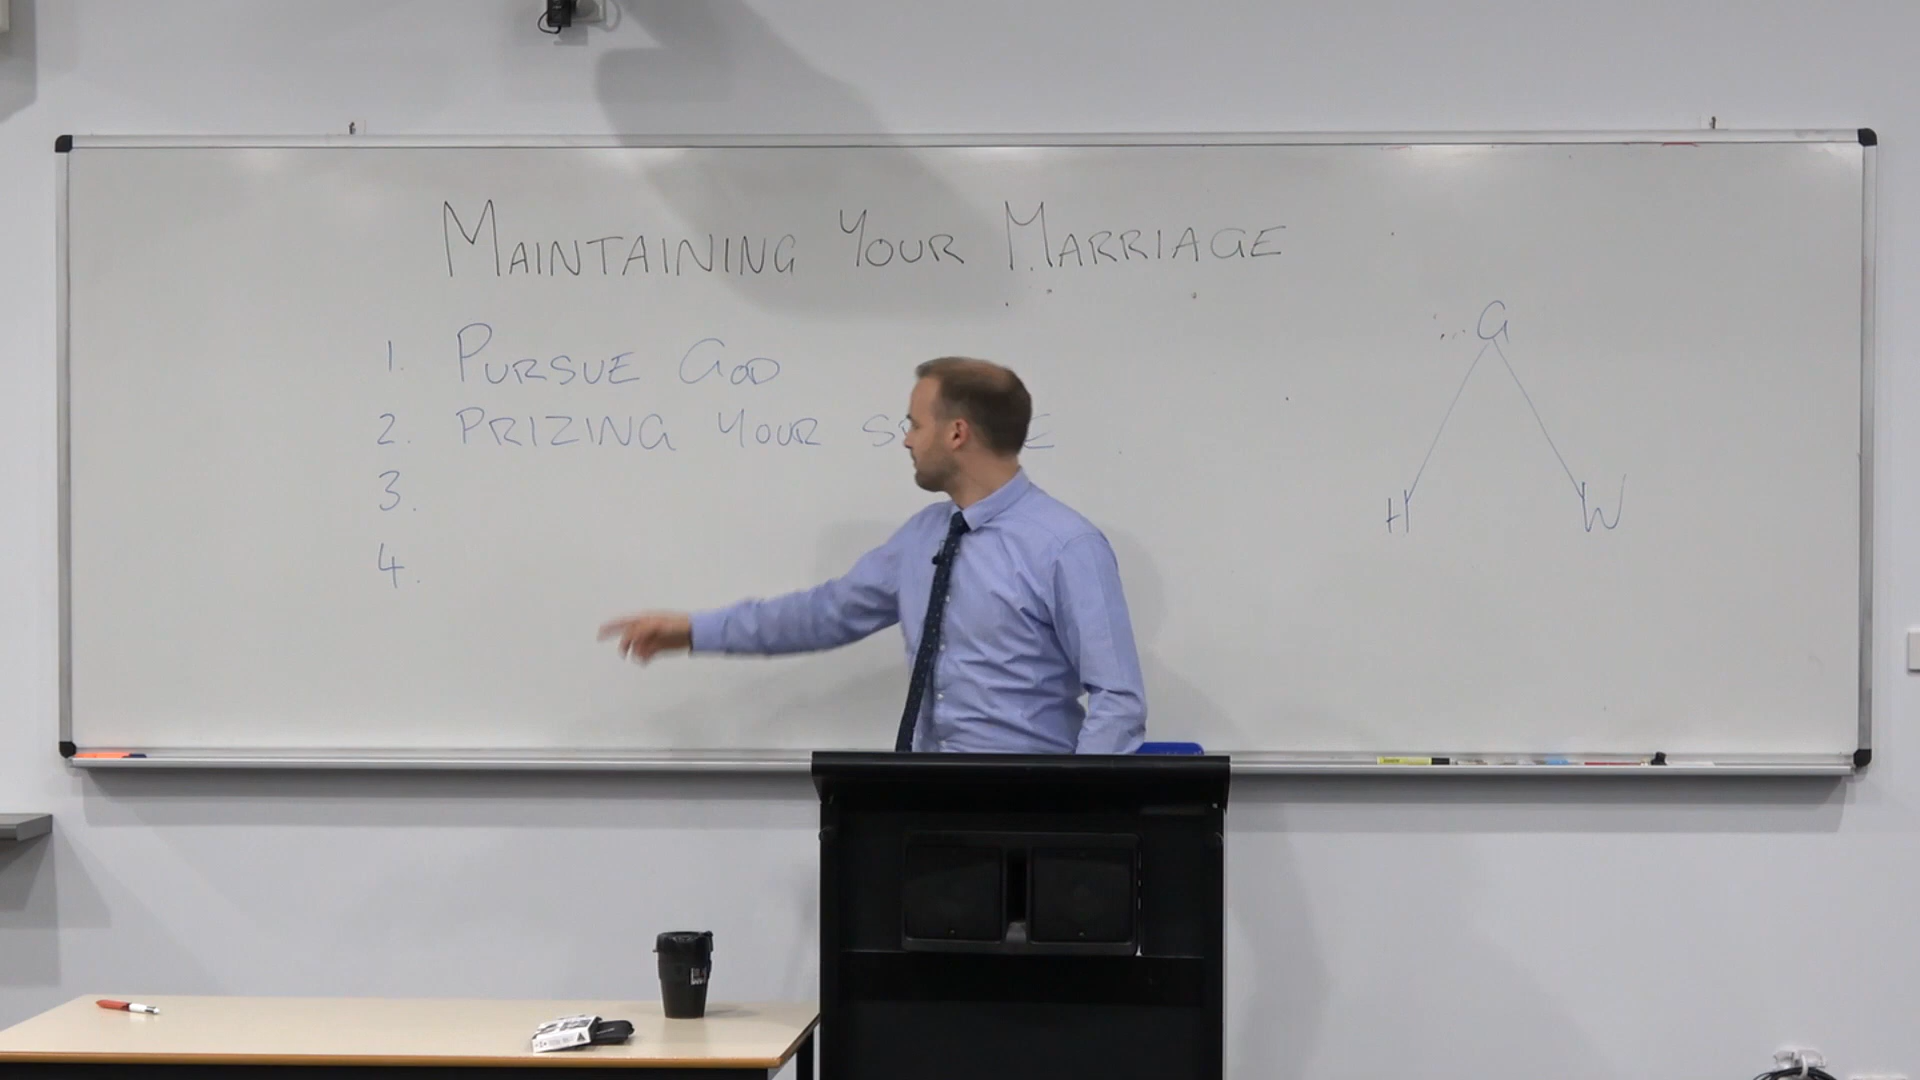 MAINTAINING YOUR MARRIAGE
1. PURSUE GOD
2. PRIZING YOUR
3.
4.
G
H W